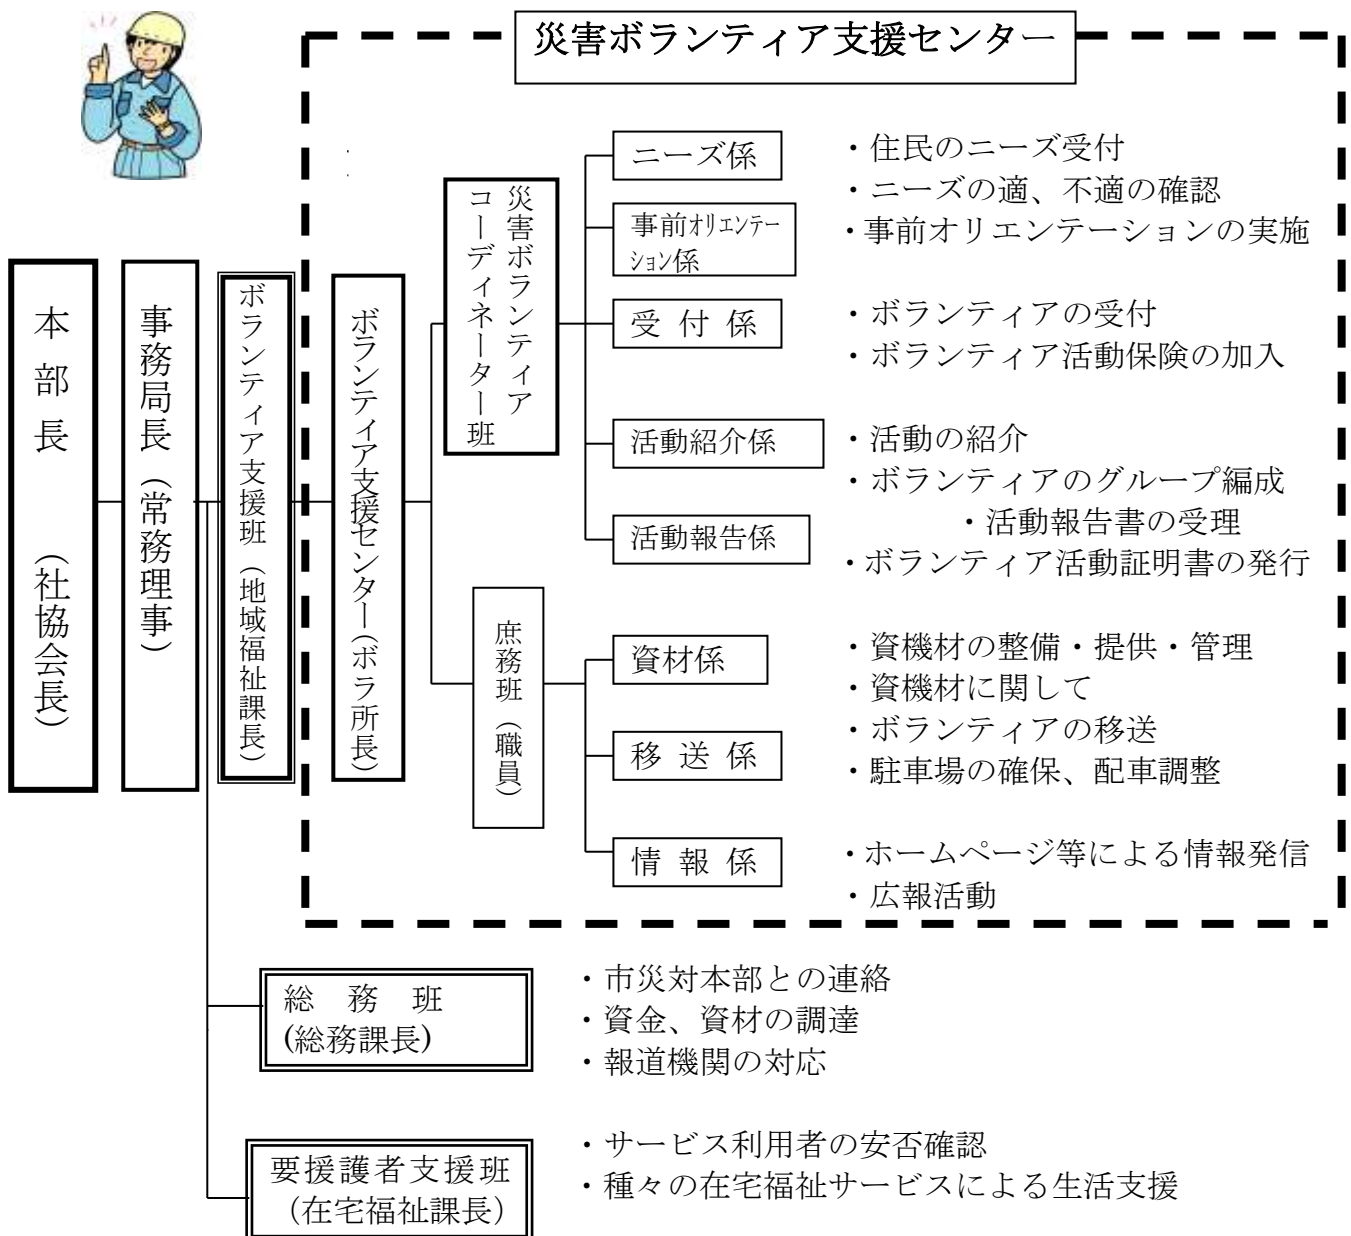 災害ボランティア支援センター
本部長 (社協会長)
事務局長(常務理事)
ボランティア支援班(地域福祉課長)
ボランティア支援センター(ボラ所長)
災害ボランティア
コーディネーター班
ニーズ係
・住民のニーズ受付
・ニーズの適、不適の確認
事前オリエンテー
ション係
・事前オリエンテーションの実施
受付係
・ボランティアの受付
・ボランティア活動保険の加入
活動紹介係
・活動の紹介
・ボランティアのグループ編成
活動報告係
・活動報告書の受理
・ボランティア活動証明書の発行
庶務班(職員)
資材係
・資機材の整備・提供・管理
・資機材に関して
移送係
・ボランティアの移送
・駐車場の確保、配車調整
情報係
・ホームページ等による情報発信
・広報活動
総務班
(総務課長)
・市災対本部との連絡
・資金、資材の調達
・報道機関の対応
要援護者支援班
(在宅福祉課長)
・サービス利用者の安否確認
・種々の在宅福祉サービスによる生活支援